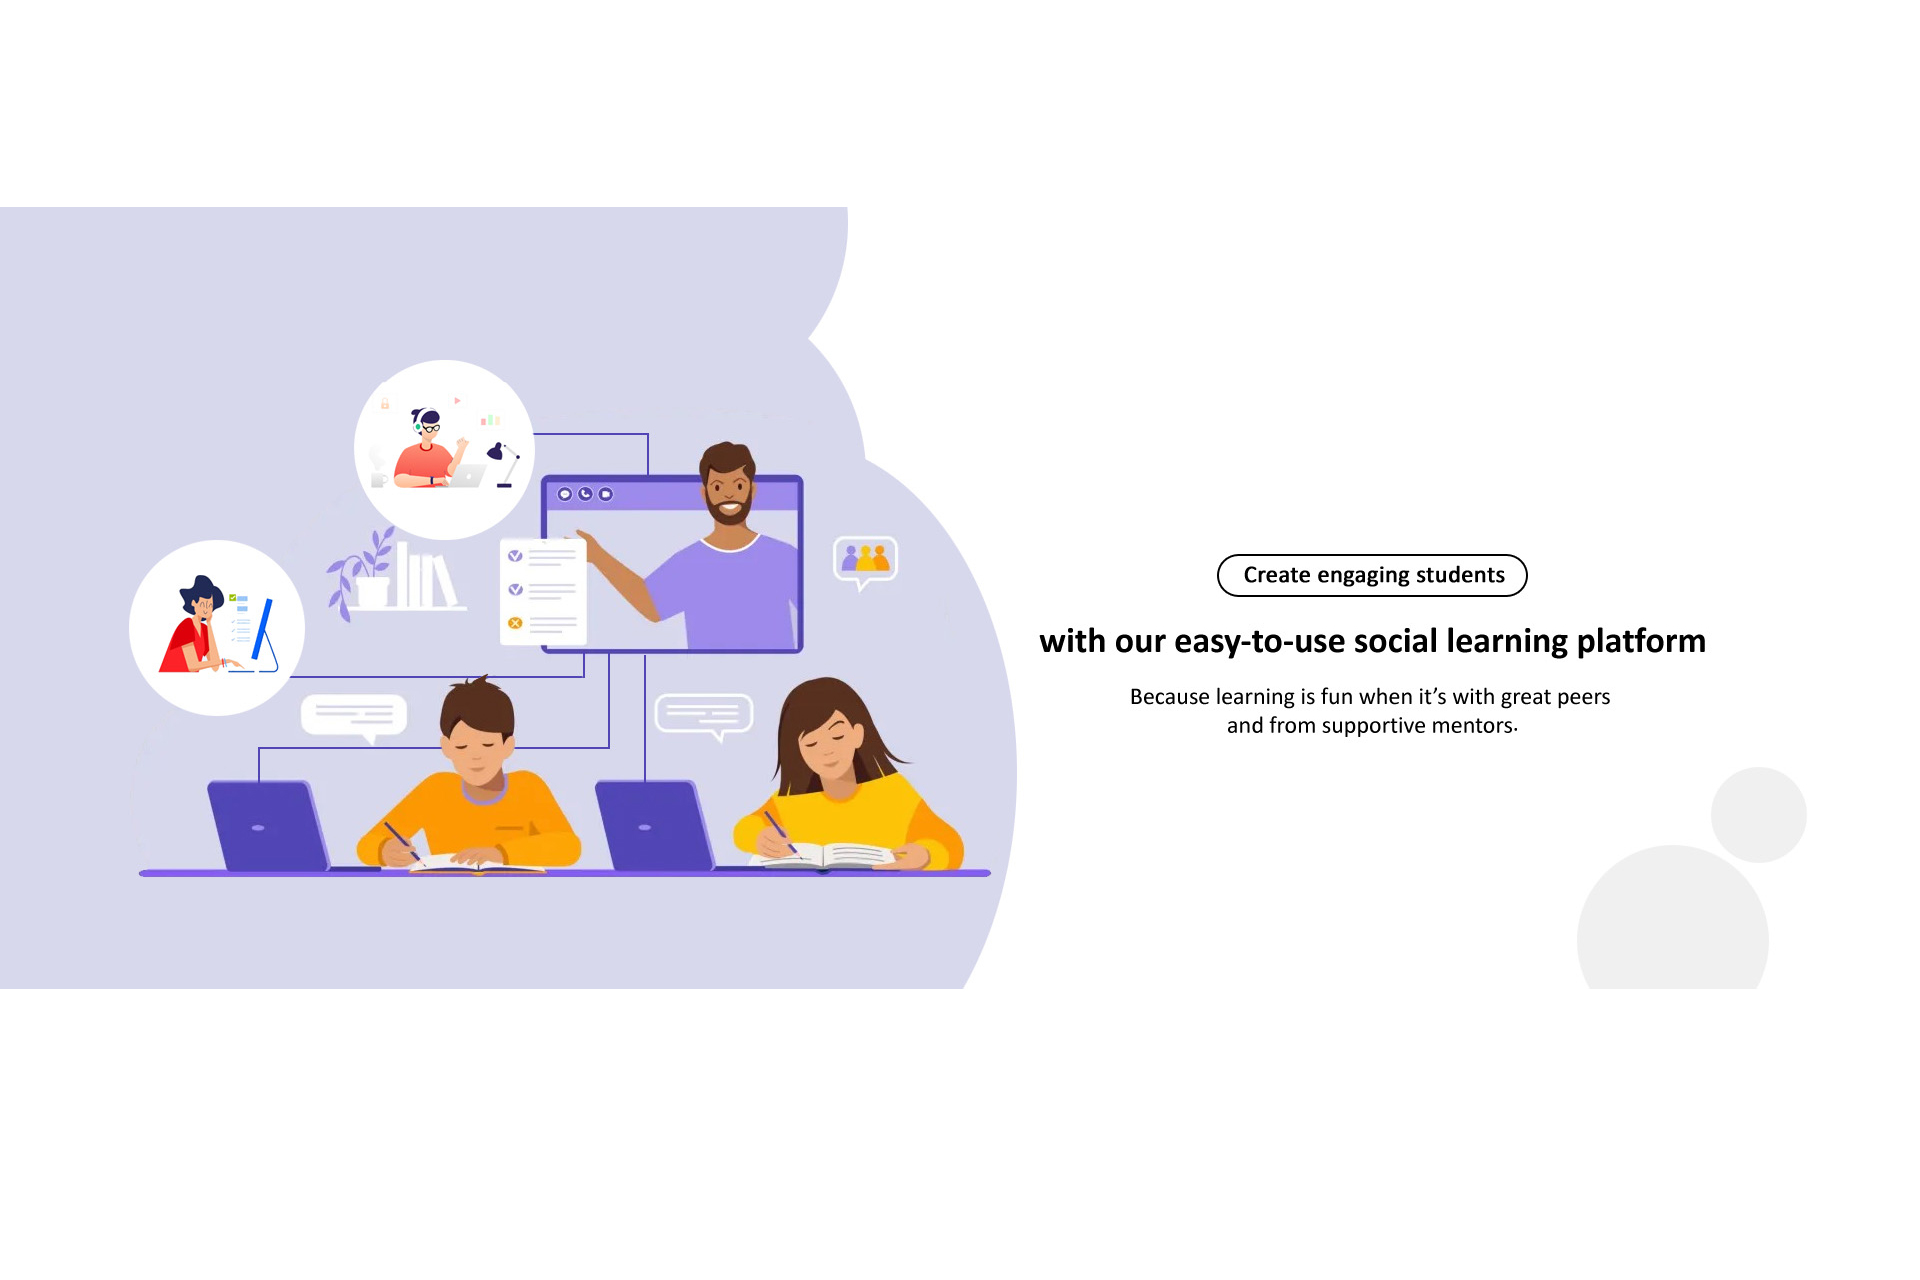 Create engaging students
with our easy-to-use social learning platform
Because learning is fun when it’s with great peers
and from supportive mentors.